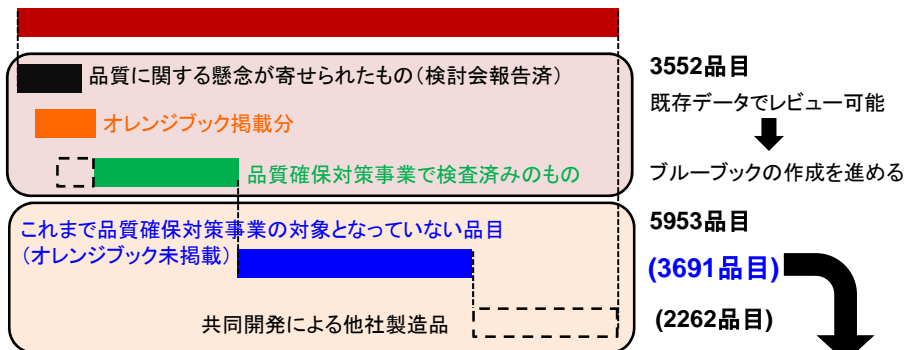 品質に関する懸念が寄せられたもの(検討会報告済)
オレンジブック掲載分
品質確保対策事業で検査済みのもの
3552品目
既存データでレビュー可能
ブルーブックの作成を進める
これまで品質確保対策事業の対象となっていない品目
(オレンジブック未掲載)
共同開発による他社製造品
5953品目
(3691品目)
(2262品目)